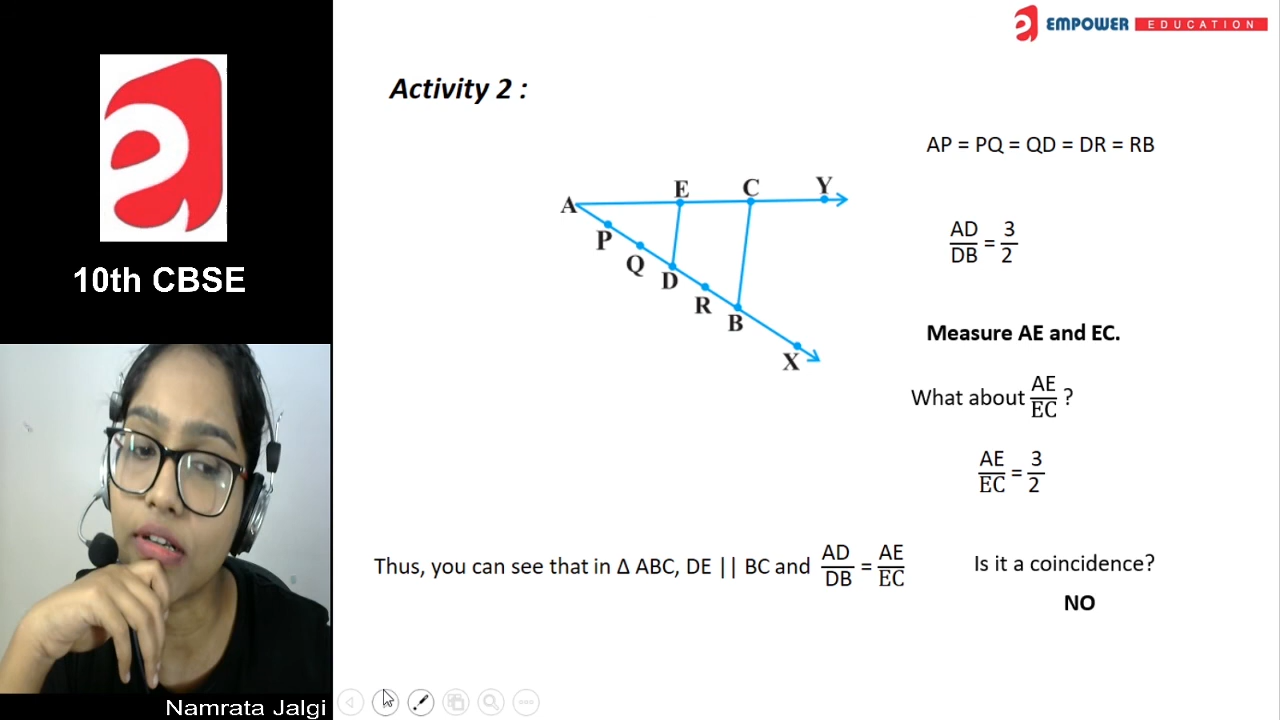 EMPOWER EDUCATION
Activity 2 :
10th CBSE
AP = PQ = QD = DR = RB
A
E
C
Y
P
Q
D
R
B
X
AD/DB = 3/2
Measure AE and EC.
What about AE/EC ?
AE/EC = 3/2
Thus, you can see that in Δ ABC, DE || BC and AD/DB = AE/EC
Is it a coincidence?
NO
Namrata Jalgi